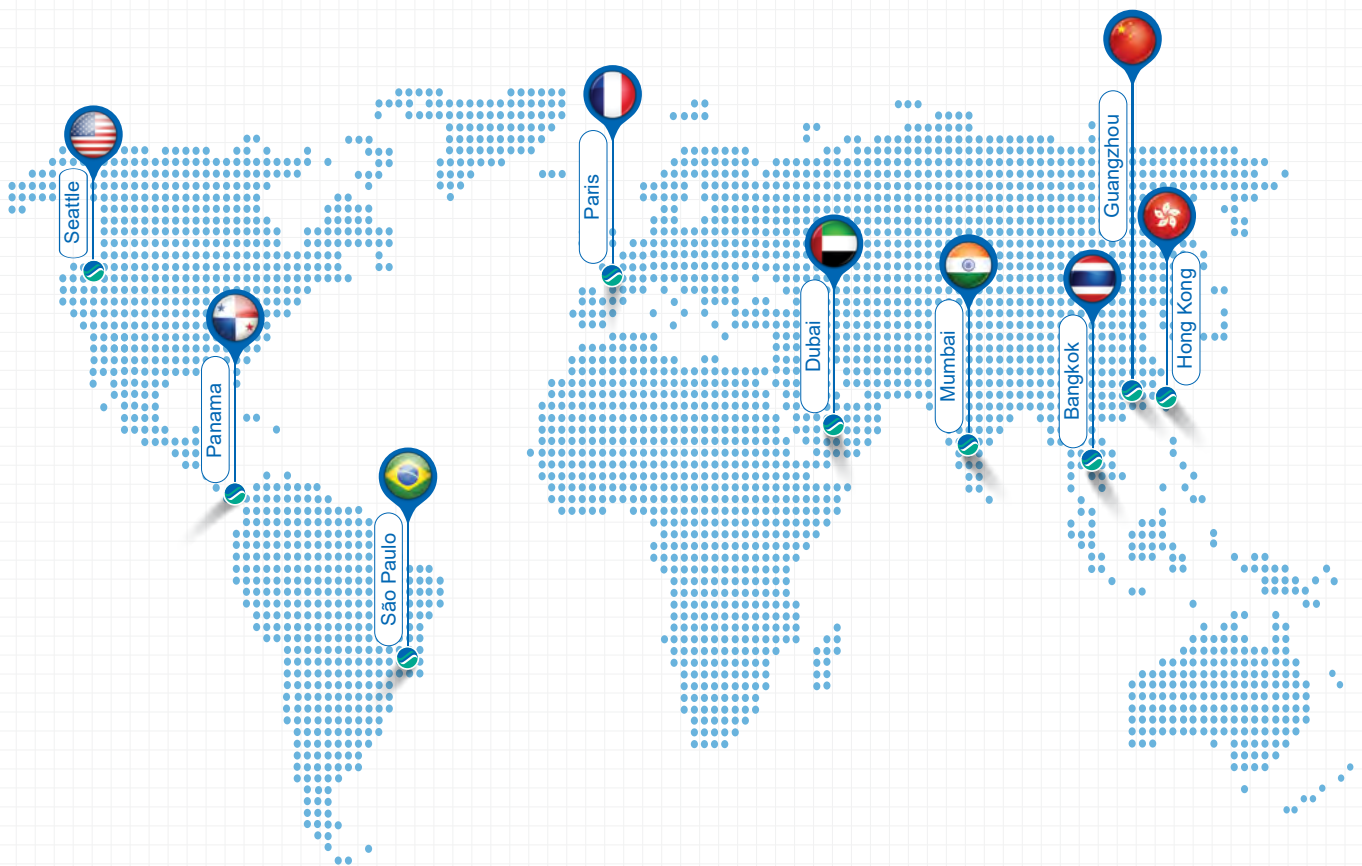 Seattle
Panama
São Paulo
Paris
Dubai
Mumbai
Bangkok
Guangzhou
Hong Kong